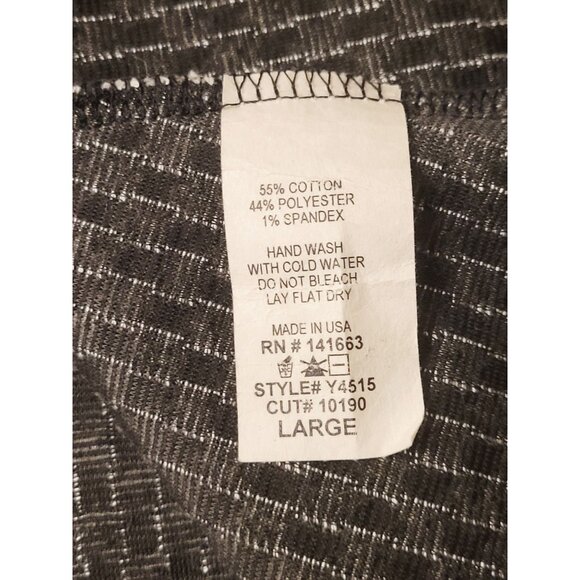 55% COTTON
44% POLYESTER
1% SPANDEX
HAND WASH
WITH COLD WATER
DO NOT BLEACH
LAY FLAT DRY
MADE IN USA
RN # 141663
STYLE# Y4515
CUT# 10190
LARGE